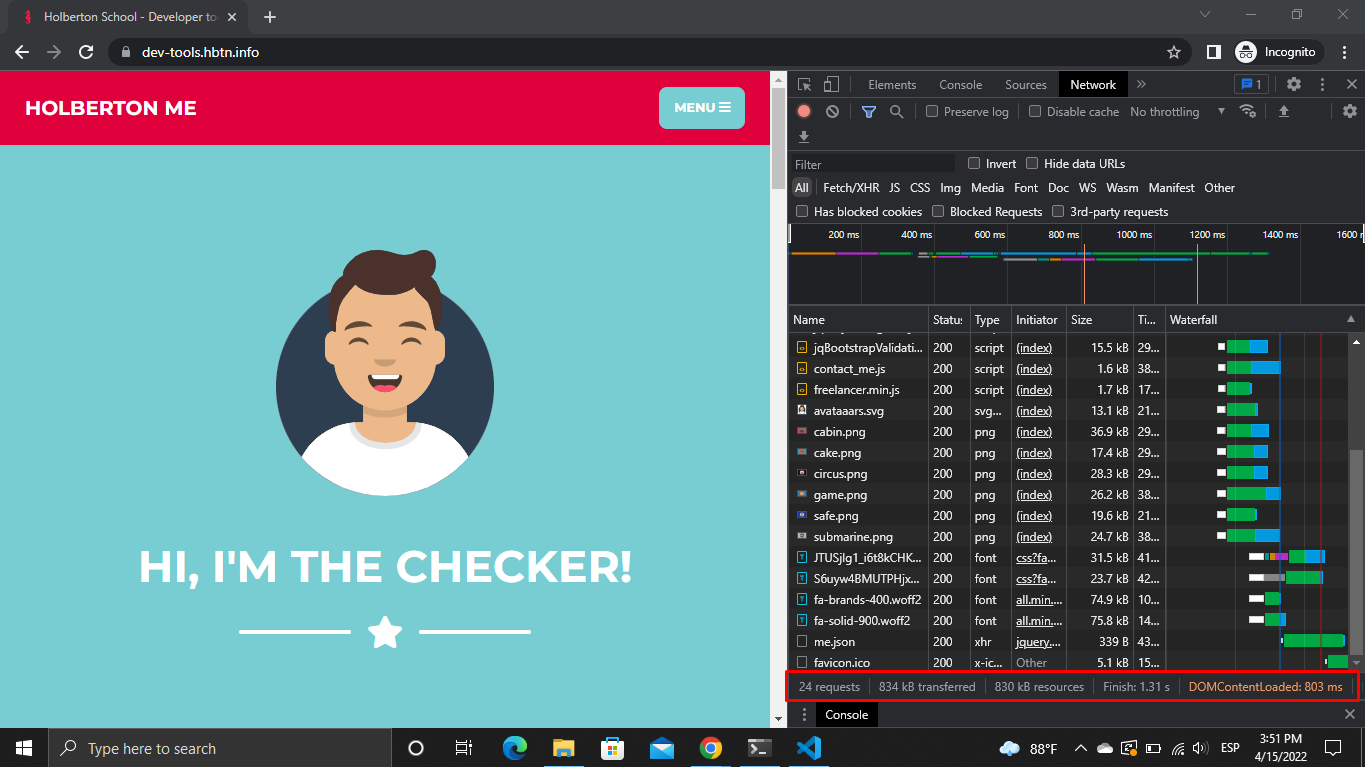 Holberton School - Developer to
dev-tools.hbtn.info
Incognito
HOLBERTON ME
MENU
HI, I'M THE CHECKER!
Elements Console Sources Network » 1
Preserve log Disable cache No throttling
Filter Invert Hide data URLs
All Fetch/XHR JS CSS Img Media Font Doc WS Wasm Manifest Other
Has blocked cookies Blocked Requests 3rd-party requests
200 ms 400 ms 600 ms 800 ms 1000 ms 1200 ms 1400 ms 1600 r
Name Status Type Initiator Size Ti... Waterfall
jqBootstrapValidati... 200 script (index) 15.5 kB 29...
contact_me.js 200 script (index) 1.6 kB 38...
freelancer.min.js 200 script (index) 1.7 kB 17...
avataaars.svg 200 svg... (index) 13.1 kB 21...
cabin.png 200 png (index) 36.9 kB 29...
cake.png 200 png (index) 17.4 kB 29...
circus.png 200 png (index) 28.3 kB 29...
game.png 200 png (index) 26.2 kB 38...
safe.png 200 png (index) 19.6 kB 21...
submarine.png 200 png (index) 24.7 kB 38...
JTUSjIg1_i6t8kCHK... 200 font css?fa... 31.5 kB 41...
S6uyw4BMUTPHjx... 200 font css?fa... 23.7 kB 42...
fa-brands-400.woff2 200 font all.min.... 74.9 kB 10...
fa-solid-900.woff2 200 font all.min.... 75.8 kB 14...
me.json 200 xhr jquery.... 339 B 43...
favicon.ico 200 x-ic... Other 5.1 kB 15...
24 requests 834 kB transferred 830 kB resources Finish: 1.31 s DOMContentLoaded: 803 ms
Console
Type here to search
88°F ESP 3:51 PM
4/15/2022